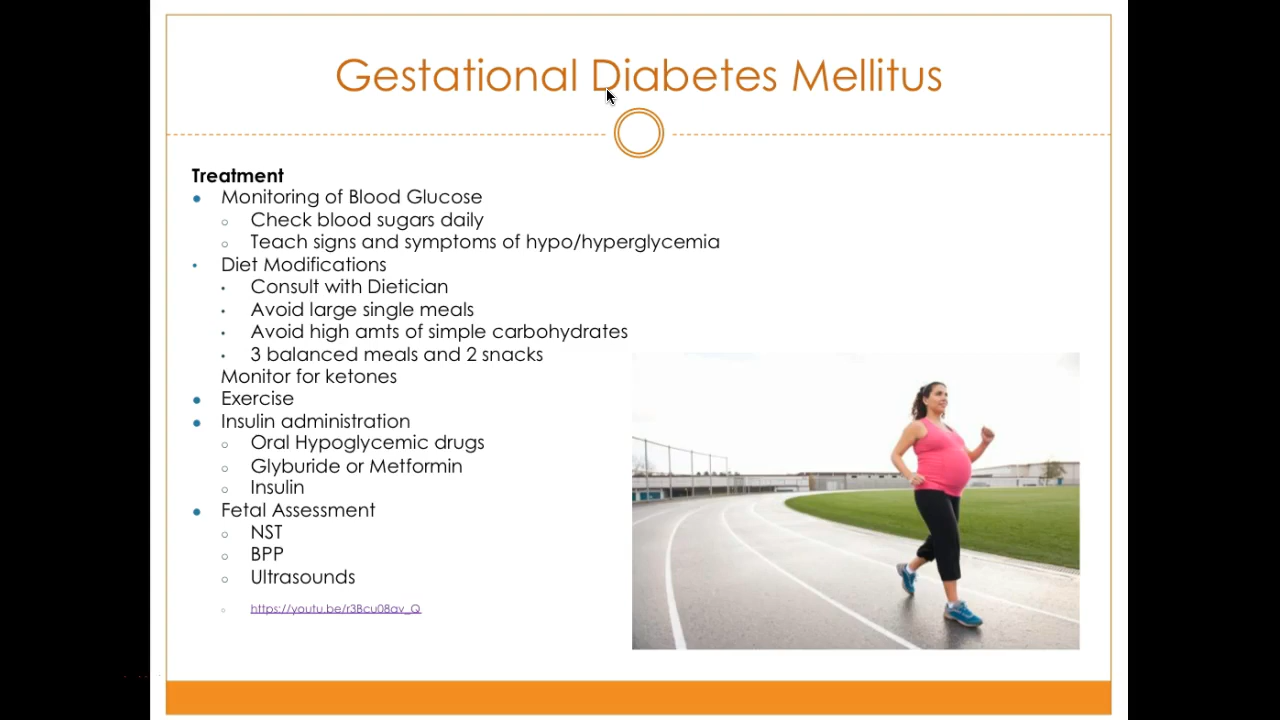 Gestational Diabetes Mellitus
Treatment
Monitoring of Blood Glucose
Check blood sugars daily
Teach signs and symptoms of hypo/hyperglycemia
Diet Modifications
Consult with Dietician
Avoid large single meals
Avoid high amts of simple carbohydrates
3 balanced meals and 2 snacks
Monitor for ketones
Exercise
Insulin administration
Oral Hypoglycemic drugs
Glyburide or Metformin
Insulin
Fetal Assessment
NST
BPP
Ultrasounds
https://youtu.be/r3Bcu08av_Q